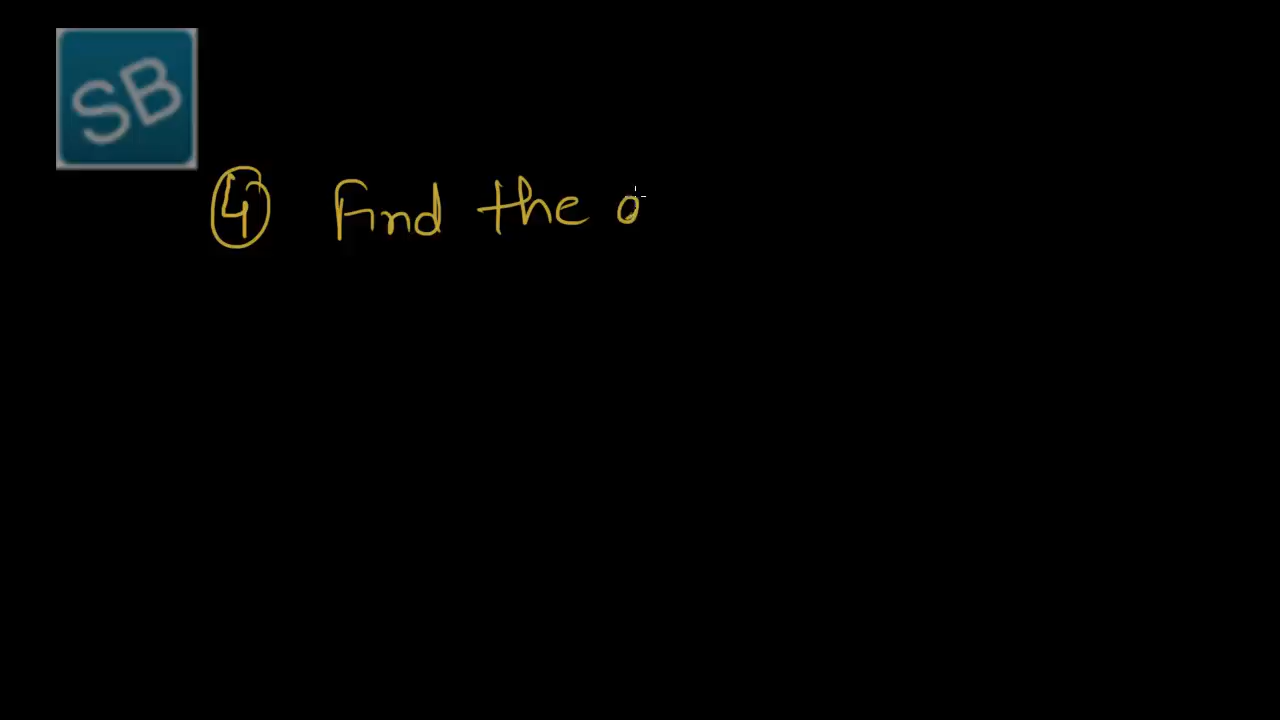 SB
④ Find the o